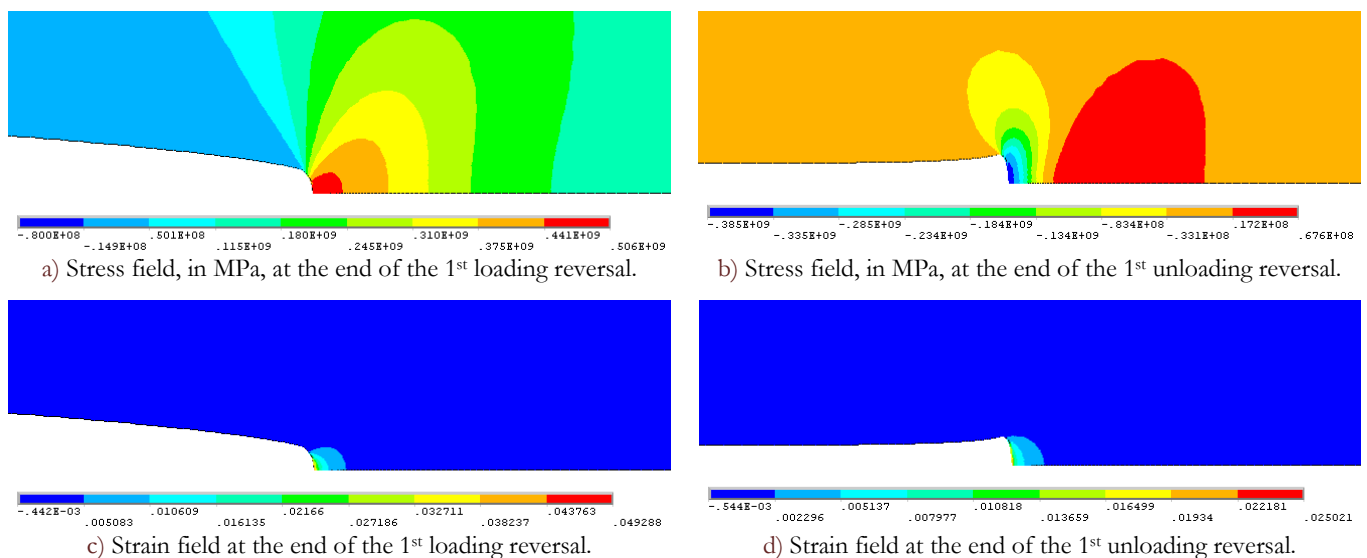 -.800E+08 .501E+08 .180E+09 .310E+09 .441E+09
-.149E+08 .115E+09 .245E+09 .375E+09 .506E+09
a) Stress field, in MPa, at the end of the 1st loading reversal.
-.385E+09 -.285E+09 -.184E+09 -.834E+08 .172E+08
-.335E+09 -.234E+09 -.134E+09 -.331E+08 .676E+08
b) Stress field, in MPa, at the end of the 1st unloading reversal.
-.442E-03 .010609 .02166 .032711 .043763
.005083 .016135 .027186 .038237 .049288
c) Strain field at the end of the 1st loading reversal.
-.544E-03 .005137 .010818 .016499 .022181
.002296 .007977 .013659 .01934 .025021
d) Strain field at the end of the 1st unloading reversal.